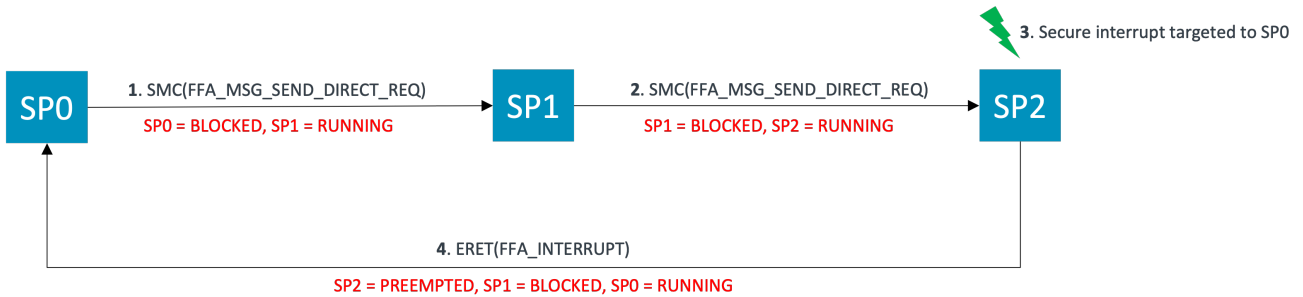 3. Secure interrupt targeted to SP0
1. SMC(FFA_MSG_SEND_DIRECT_REQ)
2. SMC(FFA_MSG_SEND_DIRECT_REQ)
SP0
SP1
SP2
SP0 = BLOCKED, SP1 = RUNNING
SP1 = BLOCKED, SP2 = RUNNING
4. ERET(FFA_INTERRUPT)
SP2 = PREEMPTED, SP1 = BLOCKED, SP0 = RUNNING